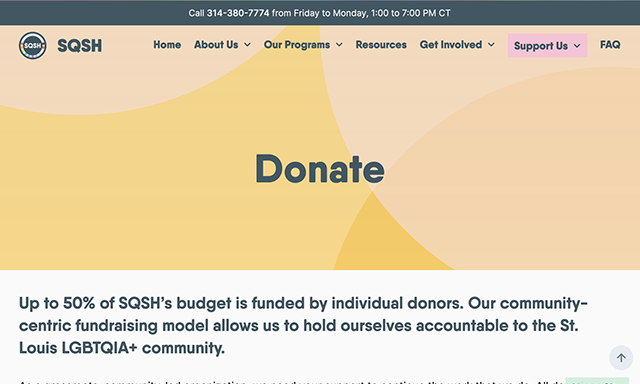 Call 314-380-7774 from Friday to Monday, 1:00 to 7:00 PM CT
SQSH SQSH Home About Us Our Programs Resources Get Involved Support Us FAQ
Donate
Up to 50% of SQSH's budget is funded by individual donors. Our community-
centric fundraising model allows us to hold ourselves accountable to the St.
Louis LGBTQIA+ community.